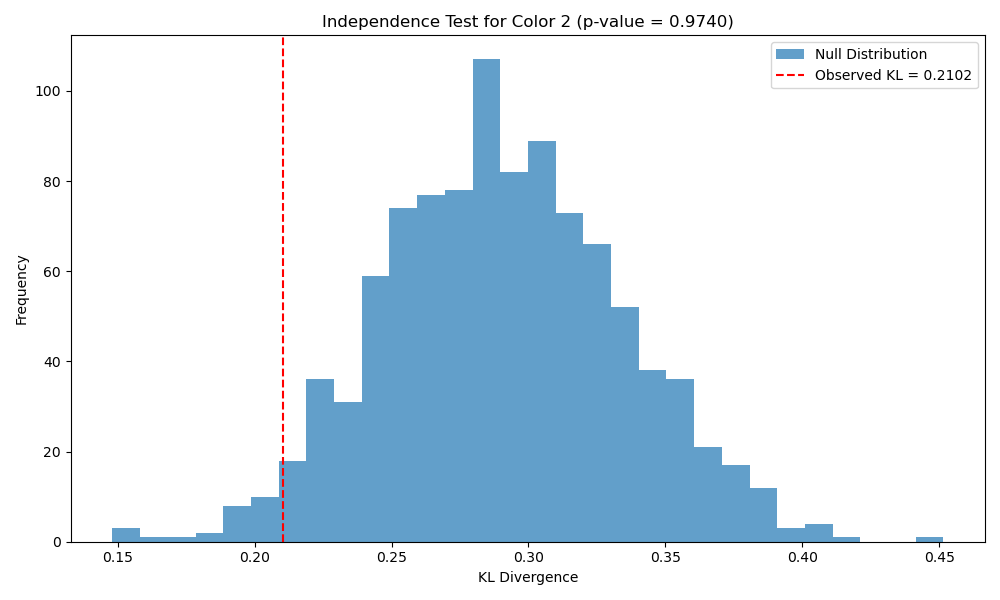 Independence Test for Color 2 (p-value = 0.9740)
Null Distribution
Observed KL = 0.2102
Frequency
100
80
60
40
20
0
0.15 0.20 0.25 0.30 0.35 0.40 0.45
KL Divergence